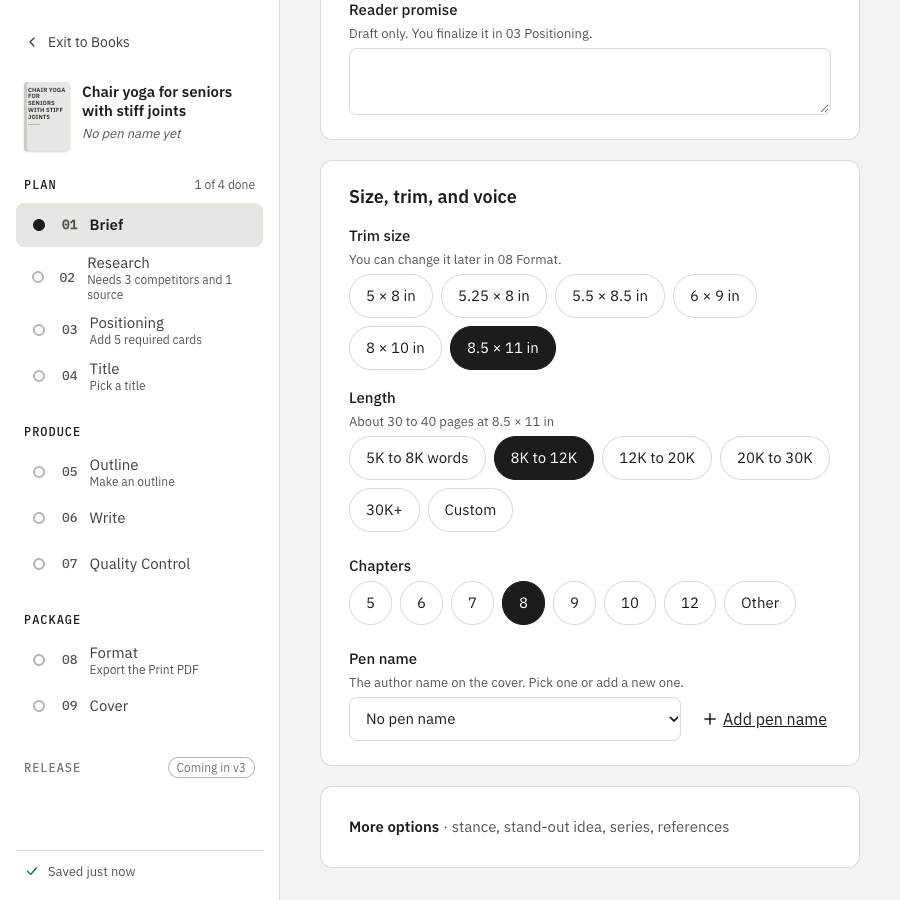 Exit to Books
CHAIR YOGA
FOR
SENIORS
WITH STIFF
JOINTS
Chair yoga for seniors
with stiff joints
No pen name yet
PLAN
1 of 4 done
01 Brief
02 Research
Needs 3 competitors and 1
source
03 Positioning
Add 5 required cards
04 Title
Pick a title
PRODUCE
05 Outline
Make an outline
06 Write
07 Quality Control
PACKAGE
08 Format
Export the Print PDF
09 Cover
RELEASE
Coming in v3
Saved just now
Reader promise
Draft only. You finalize it in 03 Positioning.
Size, trim, and voice
Trim size
You can change it later in 08 Format.
5 × 8 in 5.25 × 8 in 5.5 × 8.5 in 6 × 9 in
8 × 10 in 8.5 × 11 in
Length
About 30 to 40 pages at 8.5 × 11 in
5K to 8K words 8K to 12K 12K to 20K 20K to 30K
30K+ Custom
Chapters
5 6 7 8 9 10 12 Other
Pen name
The author name on the cover. Pick one or add a new one.
No pen name + Add pen name
More options · stance, stand-out idea, series, references